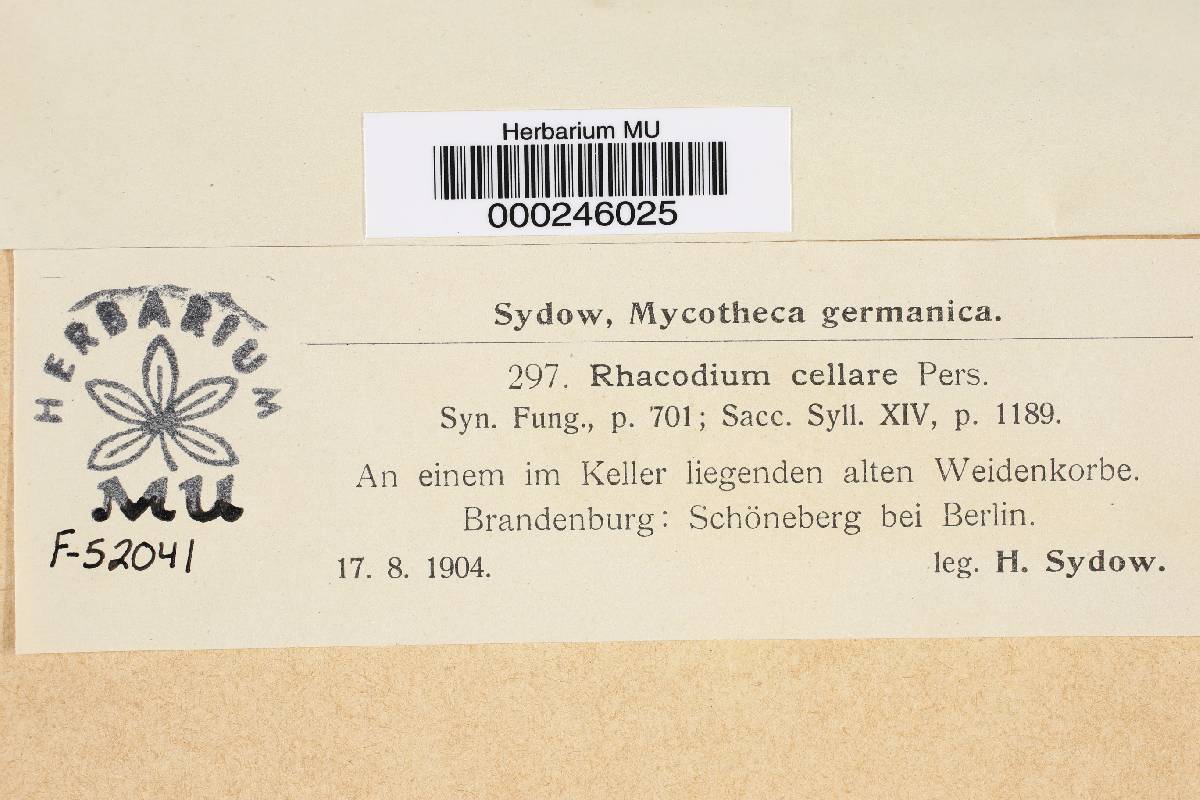 Herbarium MU
000246025
HERBARIUM
MU
F-52041
Sydow, Mycotheca germanica.
297. Rhacodium cellare Pers.
Syn. Fung., p. 701; Sacc. Syll. XIV, p. 1189.
An einem im Keller liegenden alten Weidenkorbe.
Brandenburg: Schöneberg bei Berlin.
17. 8. 1904. leg. H. Sydow.